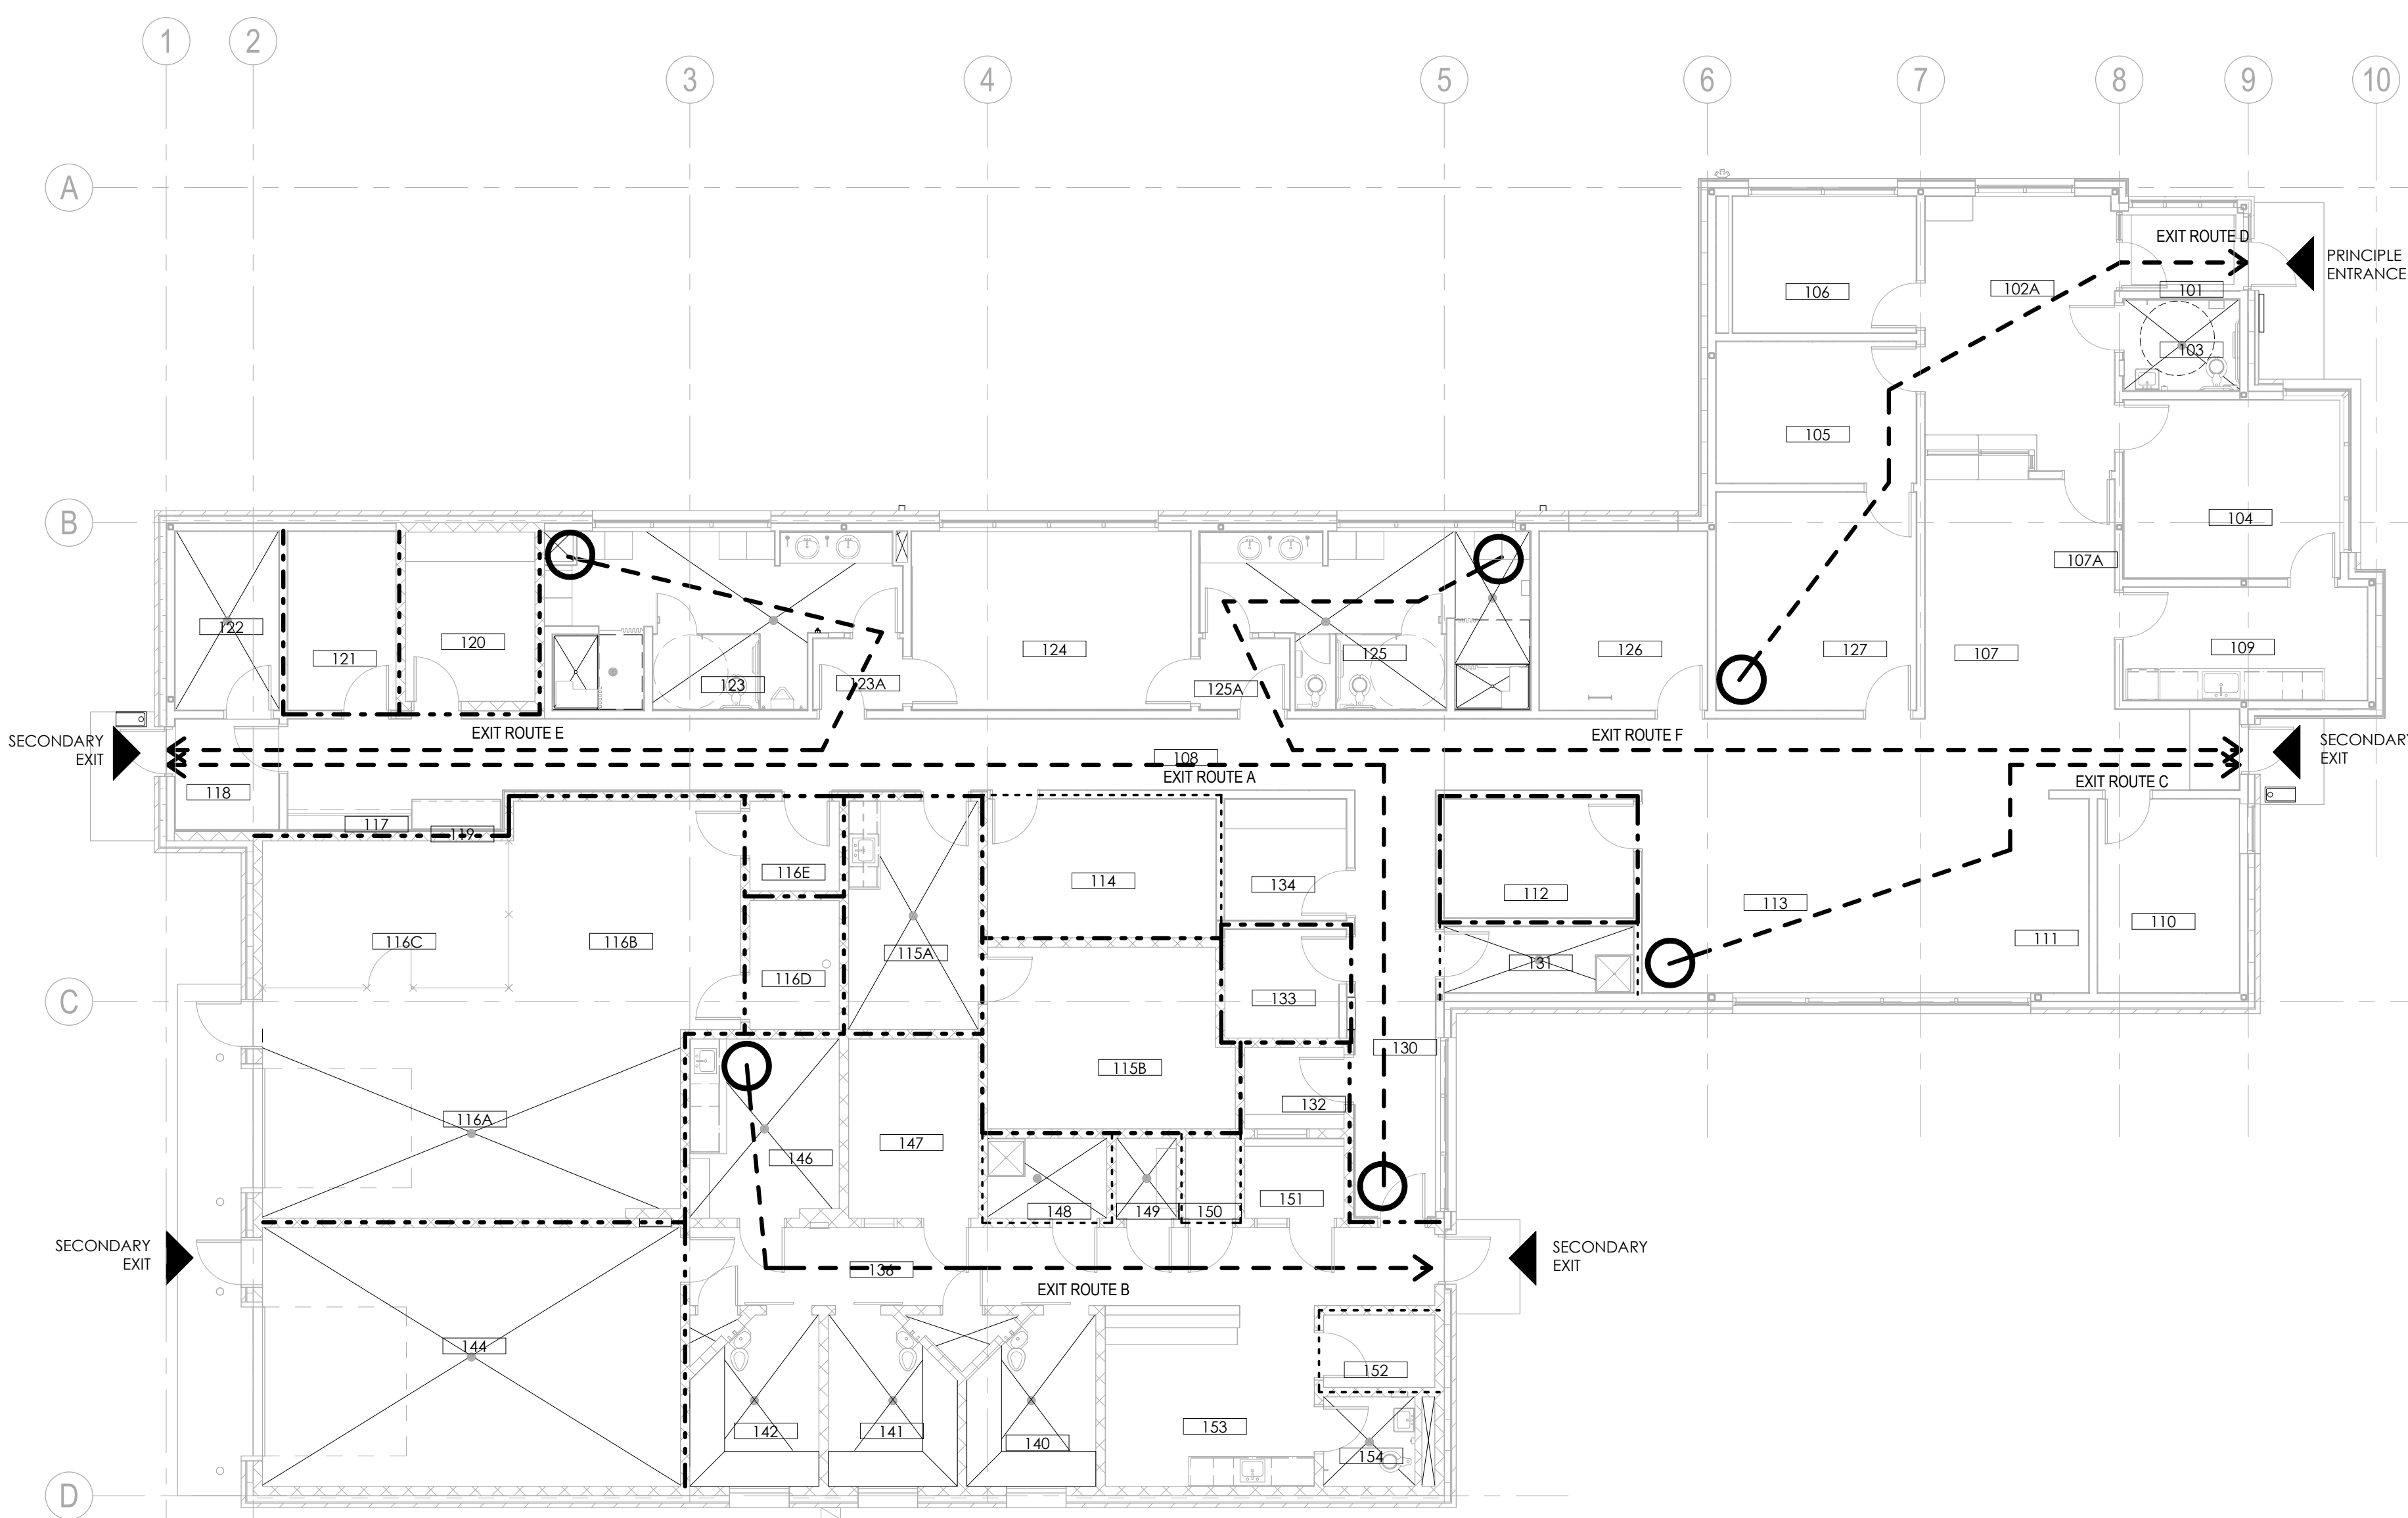 1
2
3
4
5
6
7
8
9
10
A
EXIT ROUTE D
PRINCIPLE
ENTRANCE
106
102A
101
103
105
B
104
107A
122
121
120
123
123A
124
125A
125
126
127
107
109
SECONDARY
EXIT
EXIT ROUTE E
108
EXIT ROUTE F
EXIT ROUTE A
EXIT ROUTE C
SECONDARY
EXIT
118
117
119
116E
114
134
112
113
110
116C
116B
115A
111
116D
133
131
C
130
115B
132
116A
147
146
148
149
150
151
SECONDARY
EXIT
136
EXIT ROUTE B
SECONDARY
EXIT
144
152
142
141
140
153
154
D